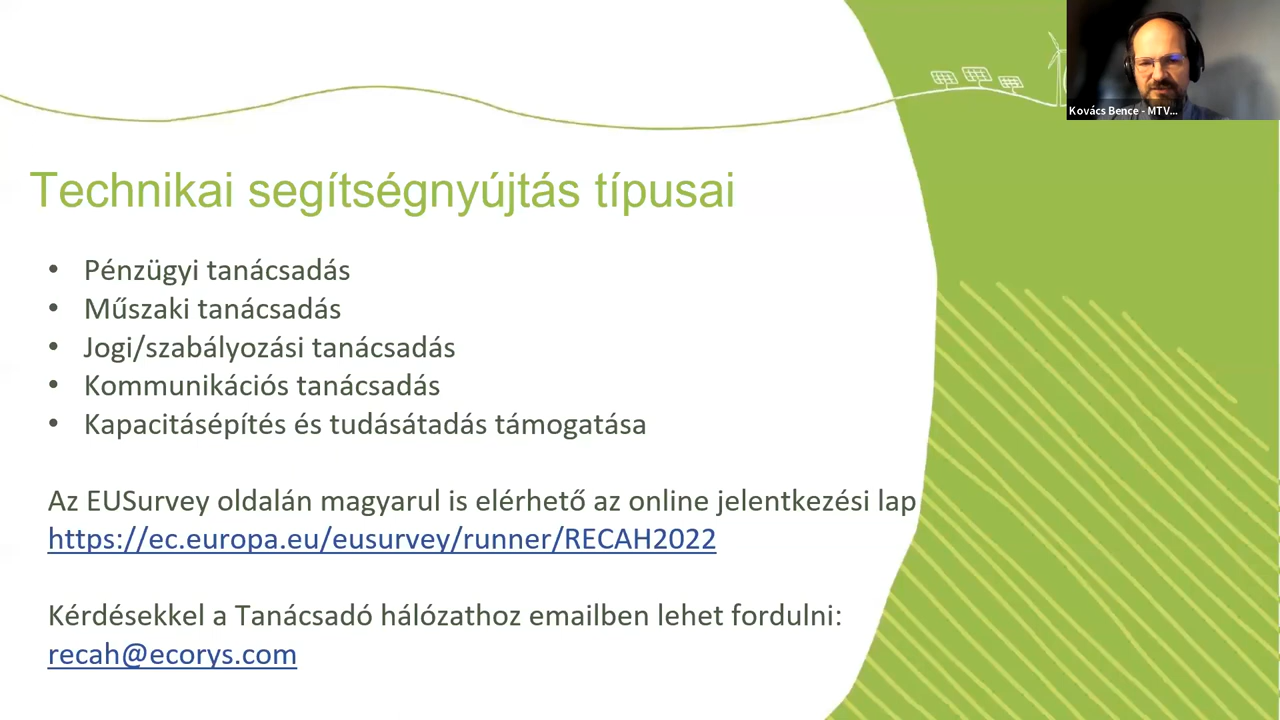 Kovács Bence - MTV...
Technikai segítségnyújtás típusai
• Pénzügyi tanácsadás
• Műszaki tanácsadás
• Jogi/szabályozási tanácsadás
• Kommunikációs tanácsadás
• Kapacitásépítés és tudásátadás támogatása
Az EUSurvey oldalán magyarul is elérhető az online jelentkezési lap
https://ec.europa.eu/eusurvey/runner/RECAH2022
Kérdésekkel a Tanácsadó hálózathoz emailben lehet fordulni:
recah@ecorys.com